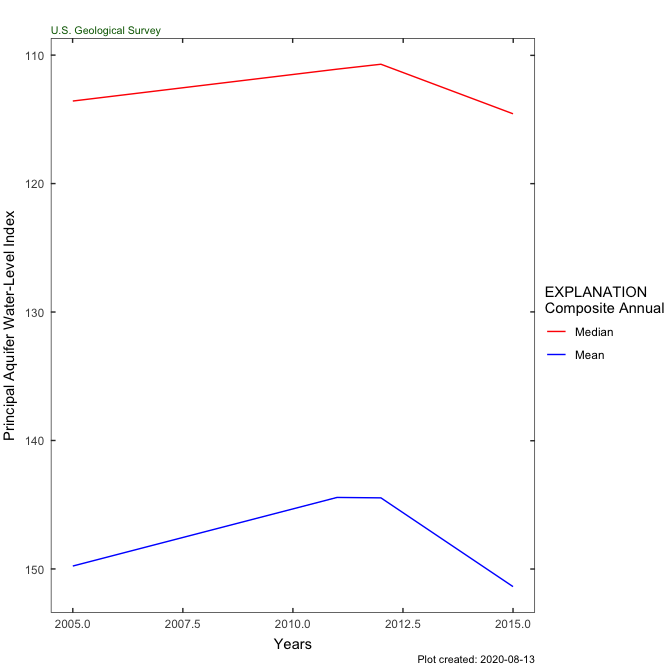 U.S. Geological Survey
110
120
130
140
150
Principal Aquifer Water-Level Index
2005.0 2007.5 2010.0 2012.5 2015.0
Years
EXPLANATION
Composite Annual
Median
Mean
Plot created: 2020-08-13